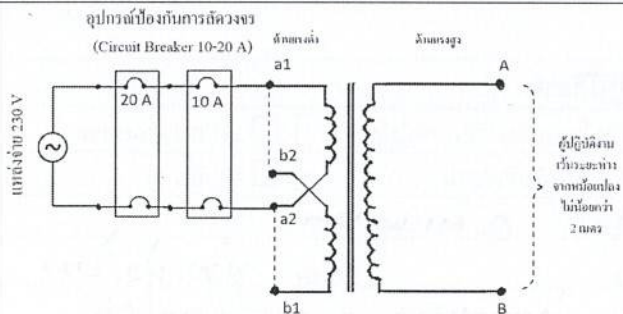 อุปกรณ์ป้องกันการลัดวงจร
(Circuit Breaker 10-20 A)
ด้านแรงต่ำ
ด้านแรงสูง
a1
A
20 A
10 A
แหล่งจ่าย 230 V
b2
a2
ผู้ปฏิบัติงาน
เว้นระยะห่าง
จากหม้อแปลง
ไม่น้อยกว่า
2 เมตร
b1
B